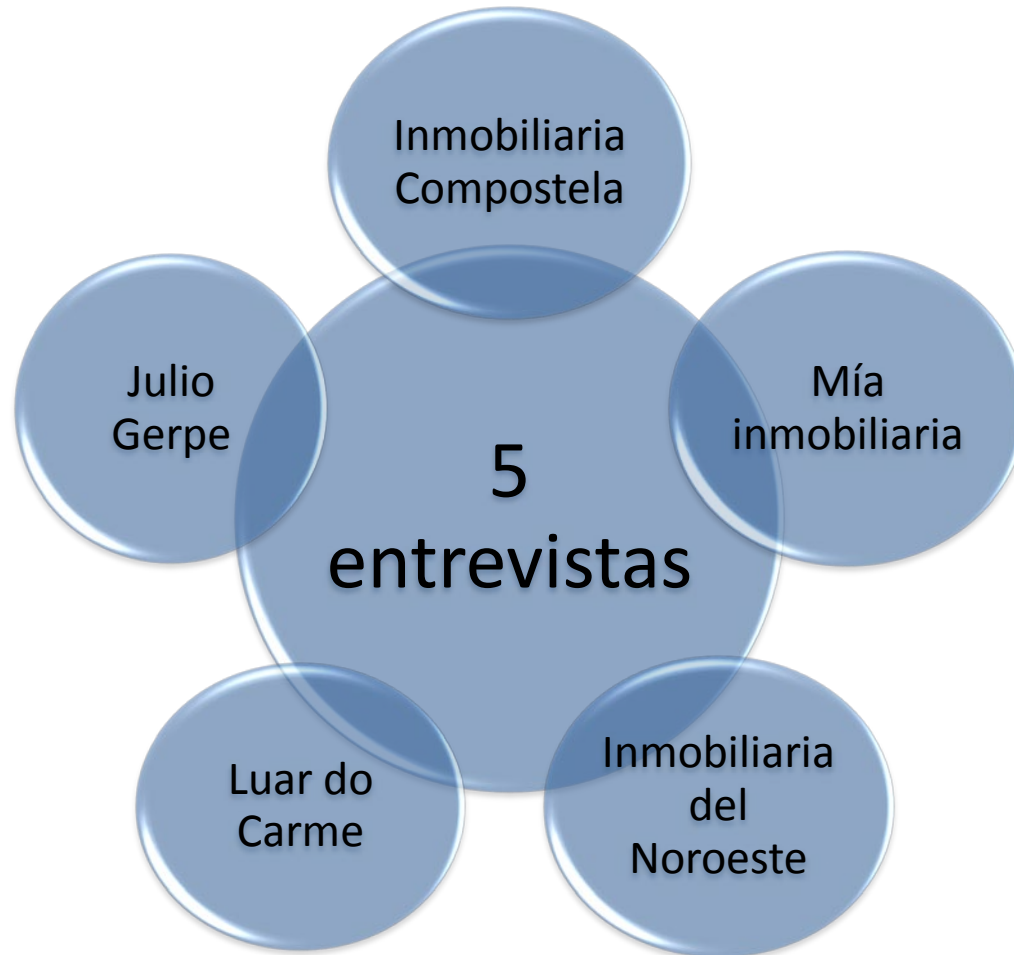 Inmobiliaria
Compostela
Julio
Gerpe
Mía
inmobiliaria
5
entrevistas
Luar do
Carme
Inmobiliaria
del
Noroeste